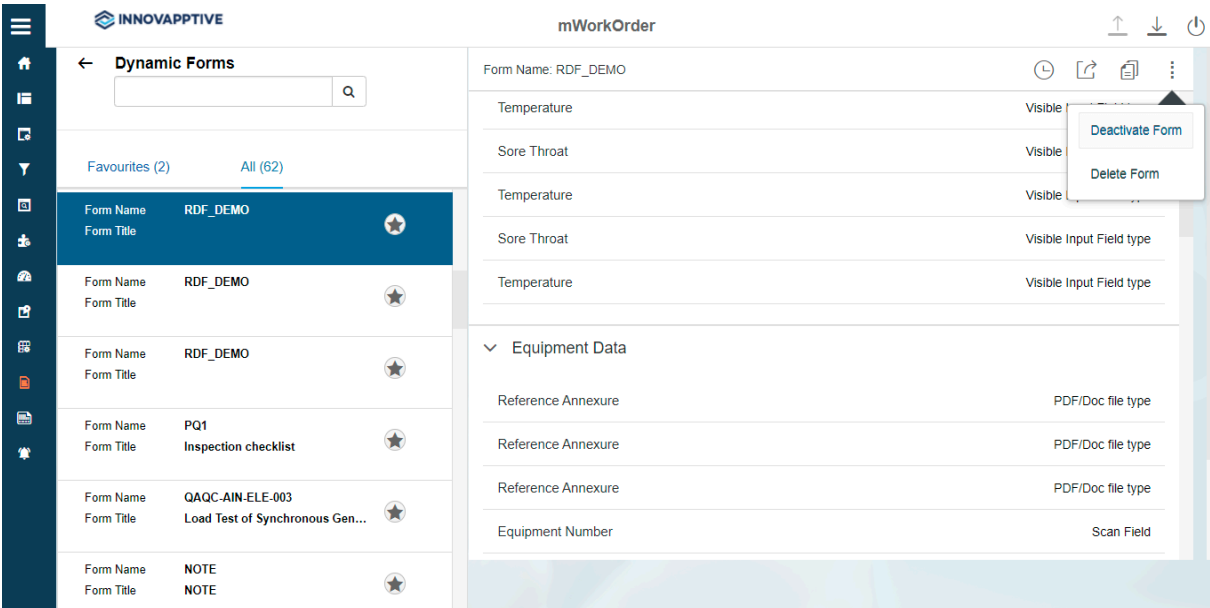 INNOVAPPTIVE
mWorkOrder
Dynamic Forms
Favourites (2) All (62)
Form Name RDF_DEMO
Form Title
Form Name RDF_DEMO
Form Title
Form Name RDF_DEMO
Form Title
Form Name PQ1
Form Title Inspection checklist
Form Name QAQC-AIN-ELE-003
Form Title Load Test of Synchronous Gen...
Form Name NOTE
Form Title NOTE
Form Name: RDF_DEMO
Deactivate Form
Delete Form
Temperature Visible
Sore Throat Visible
Temperature Visible
Sore Throat Visible Input Field type
Temperature Visible Input Field type
Equipment Data
Reference Annexure PDF/Doc file type
Reference Annexure PDF/Doc file type
Reference Annexure PDF/Doc file type
Equipment Number Scan Field